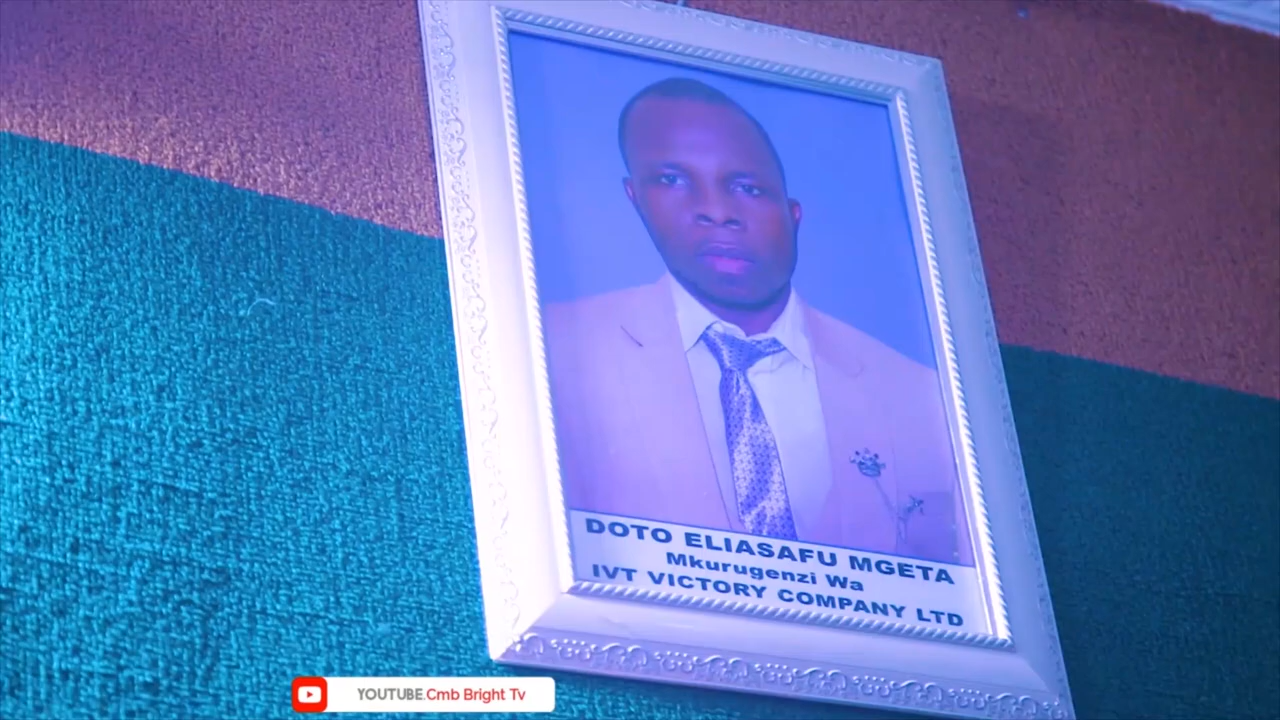 DOTO ELIASAFU MGETA
Mkurugenzi Wa
IVT VICTORY COMPANY LTD
YOUTUBE.Cmb Bright Tv